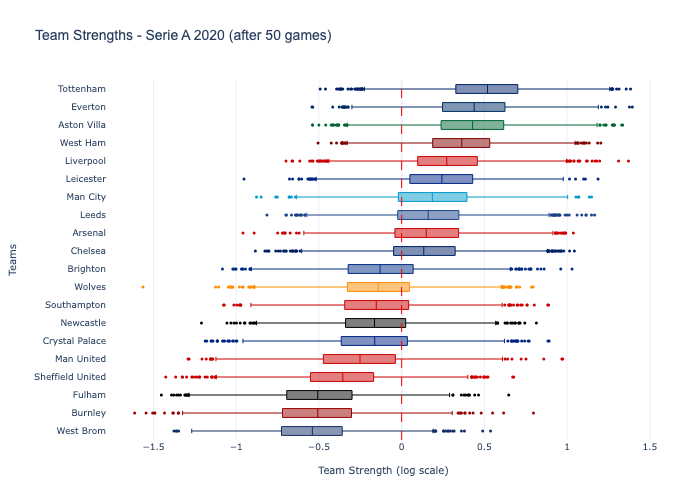 Team Strengths - Serie A 2020 (after 50 games)
Tottenham
Everton
Aston Villa
West Ham
Liverpool
Leicester
Man City
Leeds
Arsenal
Chelsea
Brighton
Wolves
Southampton
Newcastle
Crystal Palace
Man United
Sheffield United
Fulham
Burnley
West Brom
Teams
−1.5 −1 −0.5 0 0.5 1 1.5
Team Strength (log scale)